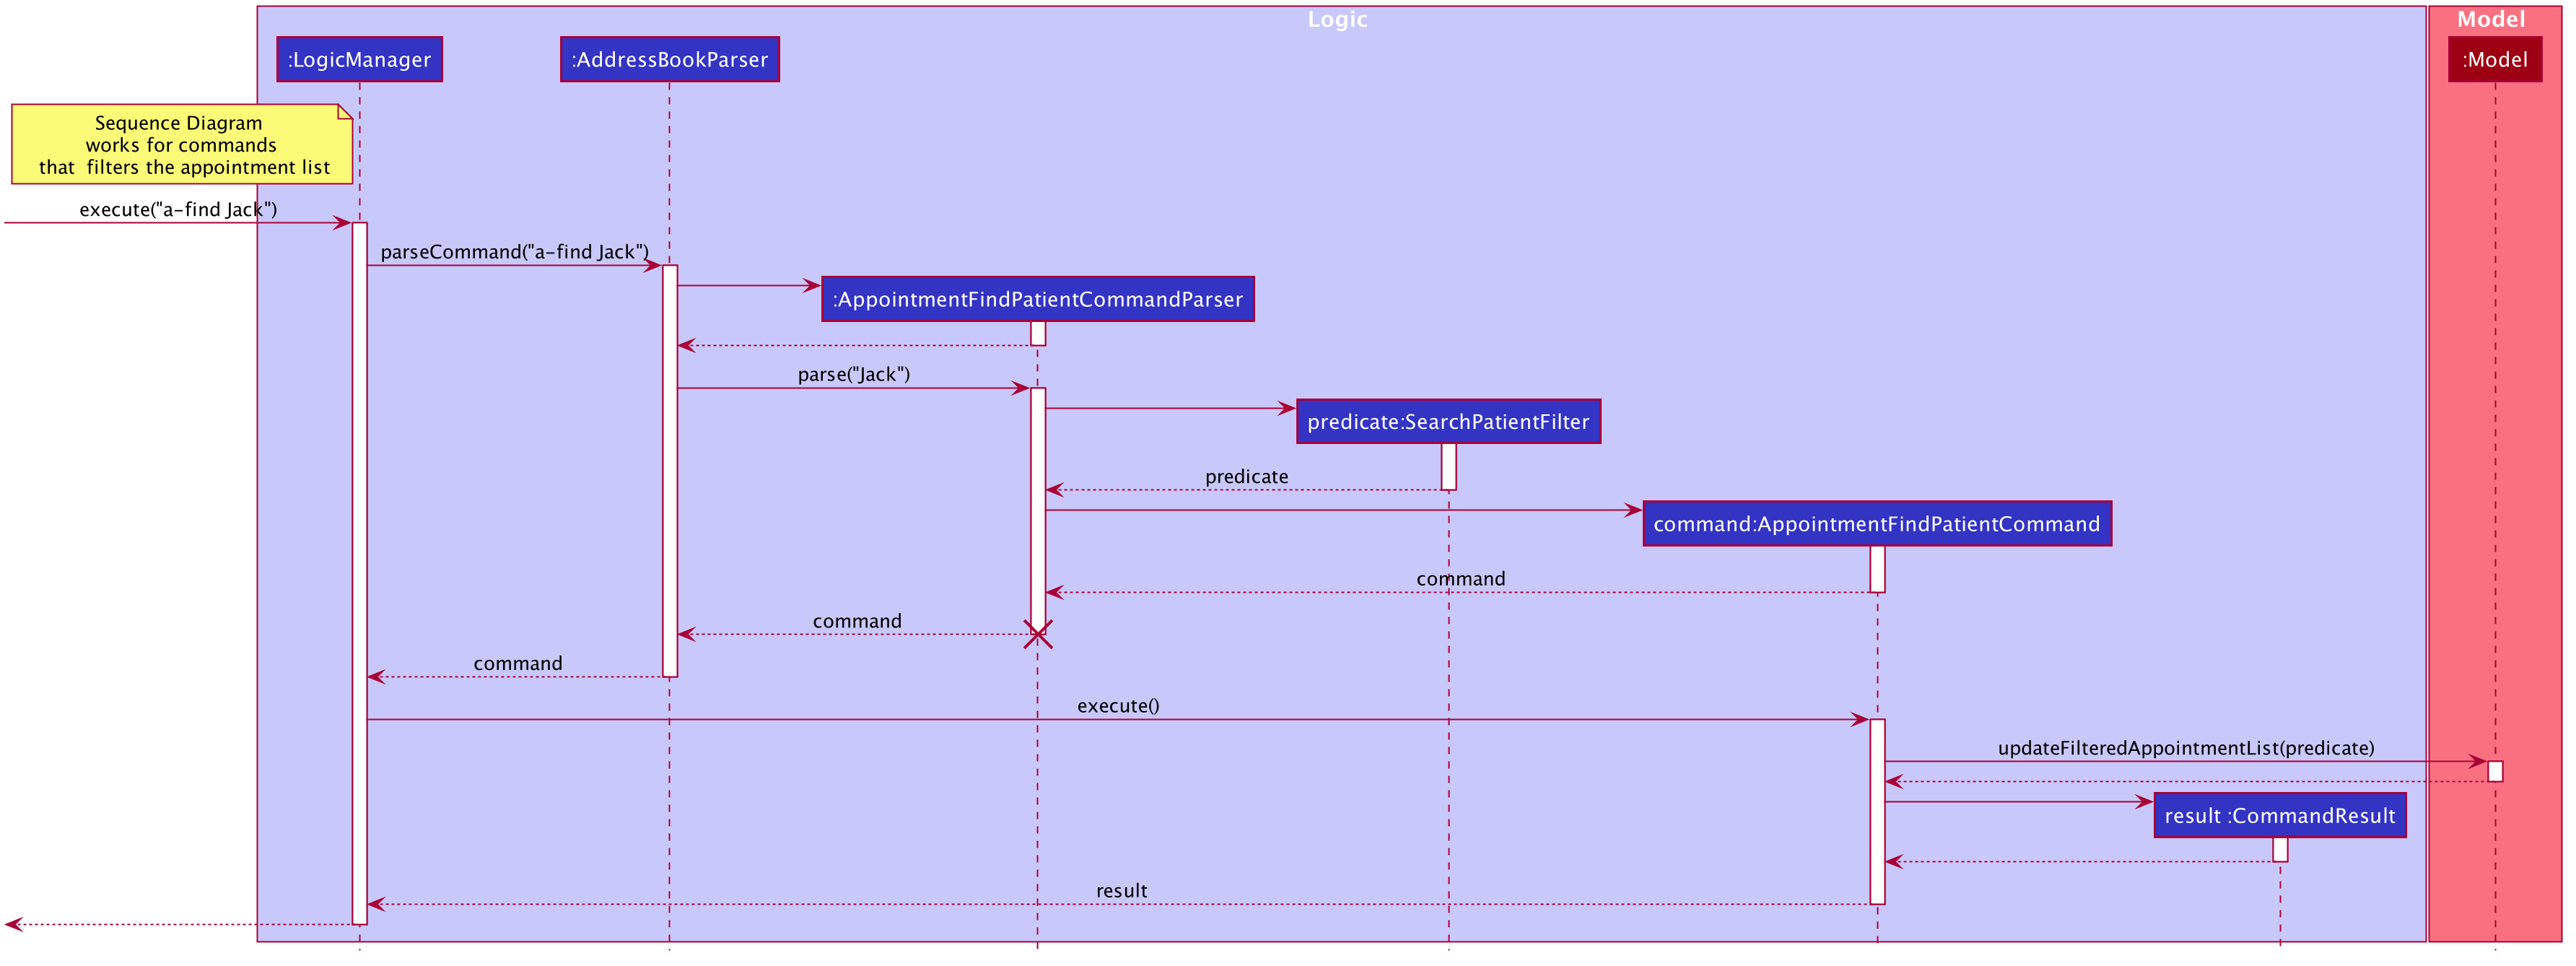 Logic
Model
:LogicManager
:AddressBookParser
:Model
Sequence Diagram
works for commands
that  filters the appointment list
execute("a-find Jack")
parseCommand("a-find Jack")
:AppointmentFindPatientCommandParser
parse("Jack")
predicate:SearchPatientFilter
predicate
command:AppointmentFindPatientCommand
command
command
command
execute()
updateFilteredAppointmentList(predicate)
result :CommandResult
result